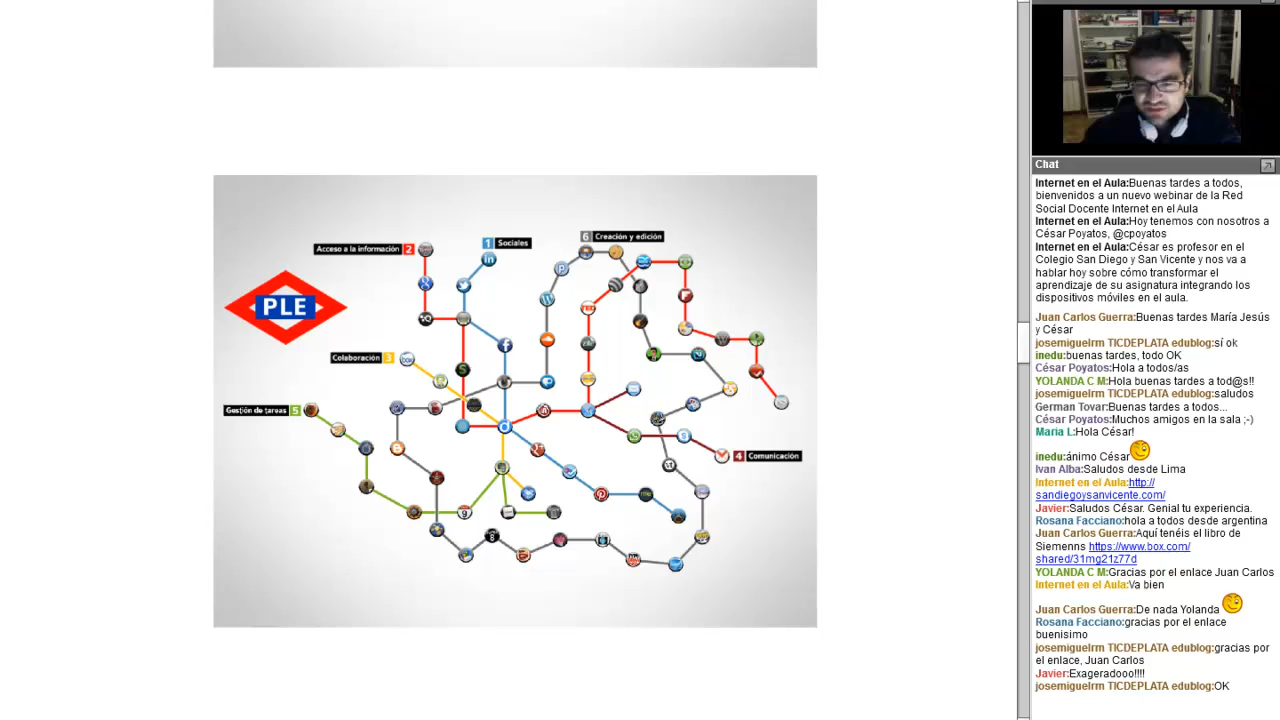 6 Creación y edición
1 Sociales
Acceso a la información 2
PLE
Colaboración 3
Gestión de tareas 5
4 Comunicación
Chat
Internet en el Aula:Buenas tardes a todos,
bienvenidos a un nuevo webinar de la Red
Social Docente Internet en el Aula
Internet en el Aula:Hoy tenemos con nosotros a
César Poyatos, @cpoyatos
Internet en el Aula:César es profesor en el
Colegio San Diego y San Vicente y nos va a
hablar hoy sobre cómo transformar el
aprendizaje de su asignatura integrando los
dispositivos móviles en el aula.
Juan Carlos Guerra:Buenas tardes María Jesús
y César
josemiguelrm TICDEPLATA edublog:sí ok
inedu:buenas tardes, todo OK
César Poyatos:Hola a todos/as
YOLANDA C M:Hola buenas tardes a tod@s!!
josemiguelrm TICDEPLATA edublog:saludos
German Tovar:Buenas tardes a todos...
César Poyatos:Muchos amigos en la sala ;-)
Maria L:Hola César!
inedu:ánimo César
Ivan Alba:Saludos desde Lima
Internet en el Aula:http://
sandiegoysanvicente.com/
Javier:Saludos César. Genial tu experiencia.
Rosana Facciano:hola a todos desde argentina
Juan Carlos Guerra:Aquí tenéis el libro de
Siemenns https://www.box.com/
shared/31mg21z77d
YOLANDA C M:Gracias por el enlace Juan Carlos
Internet en el Aula:Va bien
Juan Carlos Guerra:De nada Yolanda
Rosana Facciano:gracias por el enlace
buenisimo
josemiguelrm TICDEPLATA edublog:gracias por
el enlace, Juan Carlos
Javier:Exageradooo!!!!
josemiguelrm TICDEPLATA edublog:OK